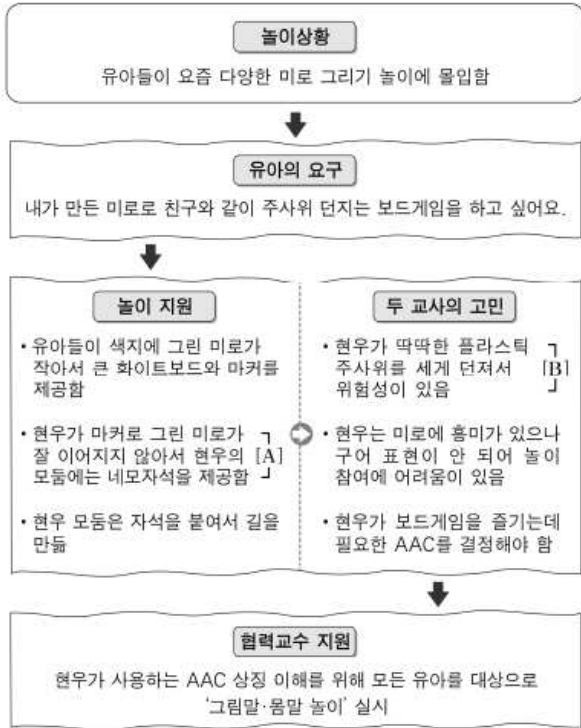 놀이상황
유아들이 요즘 다양한 미로 그리기 놀이에 몰입함
유아의 요구
내가 만든 미로로 친구와 같이 주사위 던지는 보드게임을 하고 싶어요.
놀이 지원
• 유아들이 색지에 그린 미로가
작아서 큰 화이트보드와 마커를
제공함
• 현우가 마커로 그린 미로가
잘 이어지지 않아서 현우의 [A]
모둠에는 네모자석을 제공함
• 현우 모둠은 자석을 붙여서 길을
만듦
두 교사의 고민
• 현우가 딱딱한 플라스틱
주사위를 세게 던져서 [B]
위험성이 있음
• 현우는 미로에 흥미가 있으나
구어 표현이 안 되어 놀이
참여에 어려움이 있음
• 현우가 보드게임을 즐기는데
필요한 AAC를 결정해야 함
협력교수 지원
현우가 사용하는 AAC 상징 이해를 위해 모든 유아를 대상으로
'그림말·몸말 놀이' 실시